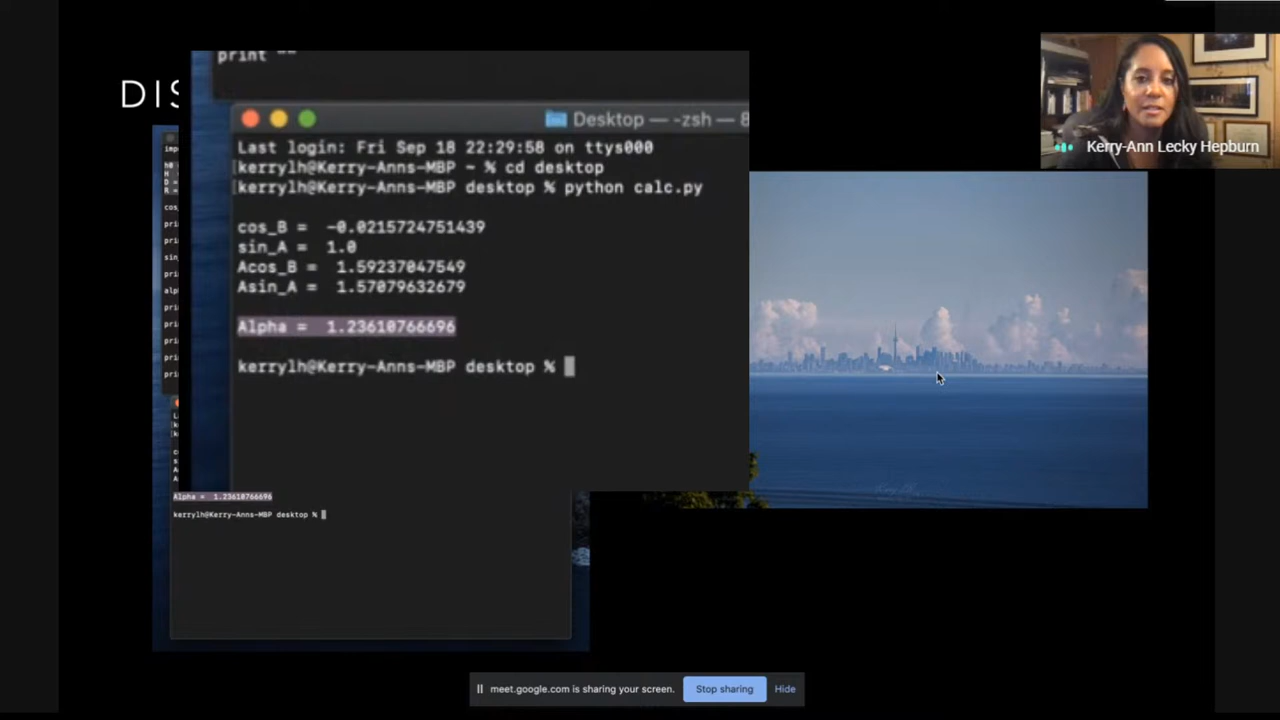 print ""
DIS
Desktop — -zsh — 8
Last login: Fri Sep 18 22:29:58 on ttys000
[kerrylh@Kerry-Anns-MBP ~ % cd desktop
[kerrylh@Kerry-Anns-MBP desktop % python calc.py
cos_B = -0.0215724751439
sin_A = 1.0
Acos_B = 1.59237047549
Asin_A = 1.57079632679
Alpha = 1.23610766696
kerrylh@Kerry-Anns-MBP desktop %
Kerry-Ann Lecky Hepburn
Alpha = 1.23610766696
kerrylh@Kerry-Anns-MBP desktop %
meet.google.com is sharing your screen.
Stop sharing
Hide